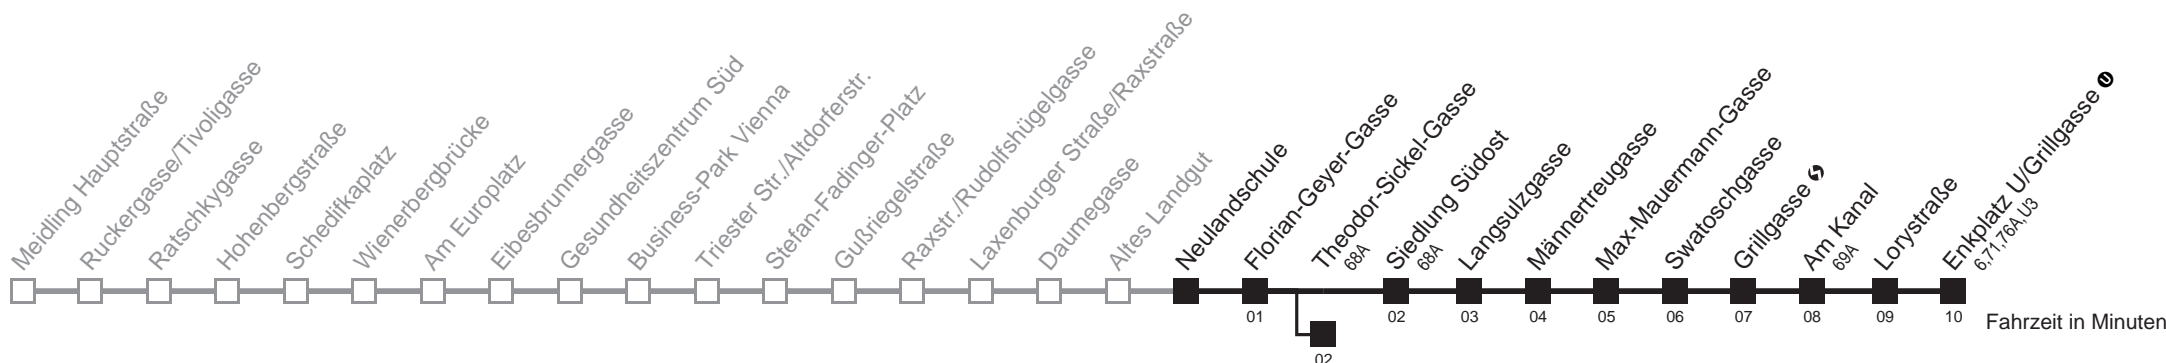 Meidling Hauptstraße
Ruckergasse/Tivoligasse
Ratschkygasse
Hohenbergstraße
Schedifkaplatz
Wienerbergbrücke
Am Europlatz
Eibesbrunnergasse
Gesundheitszentrum Süd
Business-Park Vienna
Triester Str./Altdorferstr.
Stefan-Fadinger-Platz
Gußriegelstraße
Raxstr./Rudolfshügelgasse
Laxenburger Straße/Raxstraße
Daumegasse
Altes Landgut
Neulandschule
Florian-Geyer-Gasse
Theodor-Sickel-Gasse
68A
Siedlung Südost
68A
Langsulzgasse
Männertreugasse
Max-Mauermann-Gasse
Swatoschgasse
Grillgasse
Am Kanal
69A
Lorystraße
Enkplatz U/Grillgasse U
6,71,76A,U3
01
02
03
04
05
06
07
08
09
10
Fahrzeit in Minuten
02